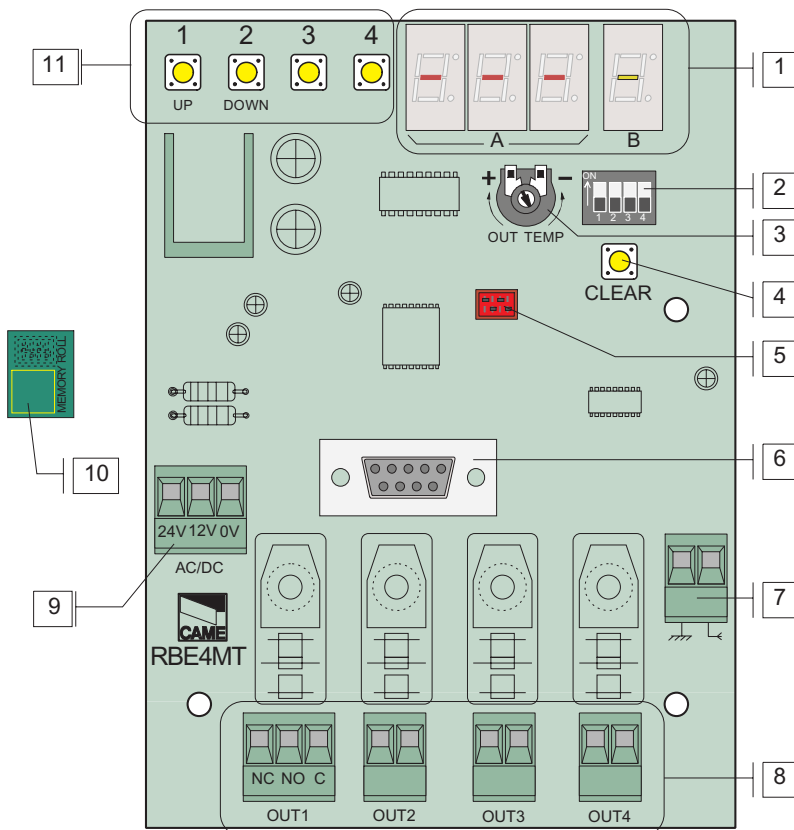 1 2 3 4
UP DOWN
11
A B
1
ON
1 2 3 4
2
+ −
OUT TEMP
3
CLEAR
4
5
MEMORY ROLL
10
6
24V 12V 0V
AC/DC
9
7
CAME
RBE4MT
NC NO C
8
OUT1 OUT2 OUT3 OUT4